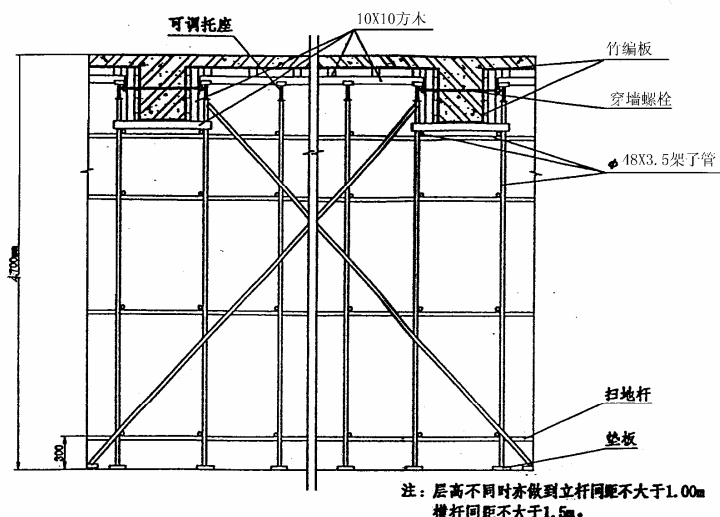 可调托座
10X10方木
竹编板
穿墙螺栓
ϕ48X3.5架子管
4700mm
扫地杆
300
垫板
注：层高不同时亦做到立杆间距不大于1.00m
横杆间距不大于1.5m。